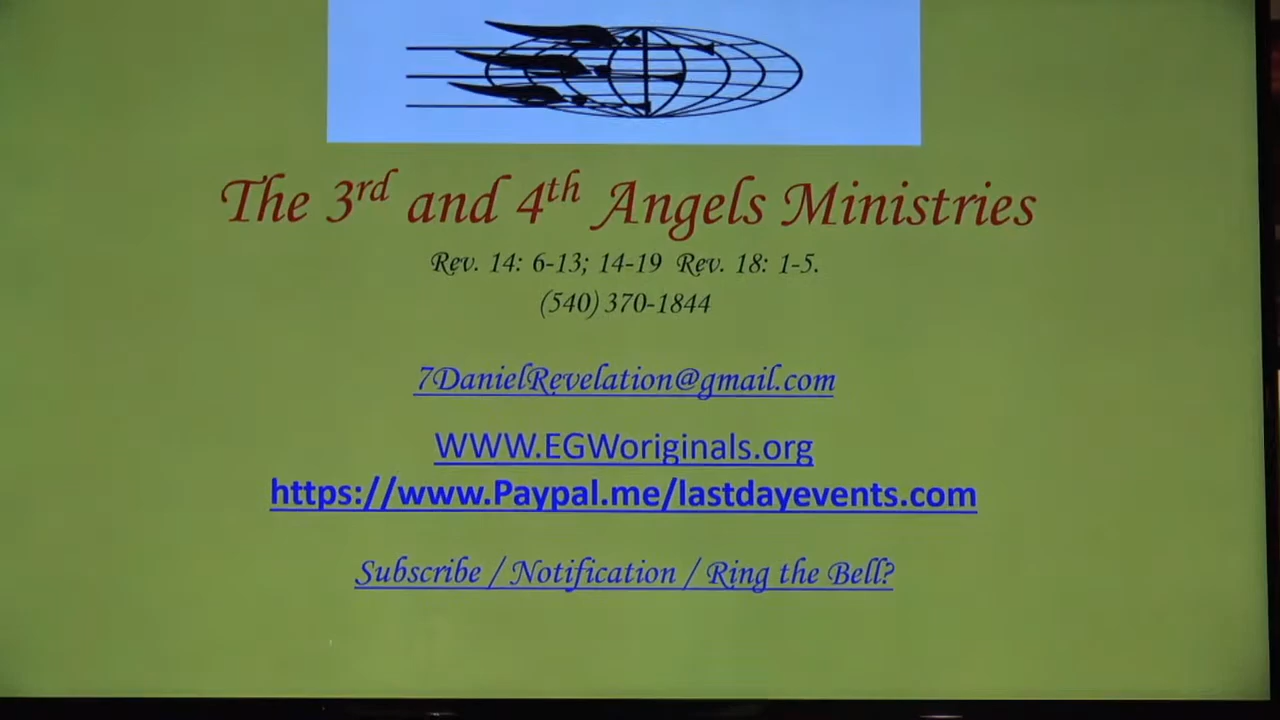 The 3rd and 4th Angels Ministries
Rev. 14: 6-13; 14-19 Rev. 18: 1-5.
(540) 370-1844
7DanielRevelation@gmail.com
WWW.EGWoriginals.org
https://www.Paypal.me/lastdayevents.com
Subscribe / Notification / Ring the Bell?